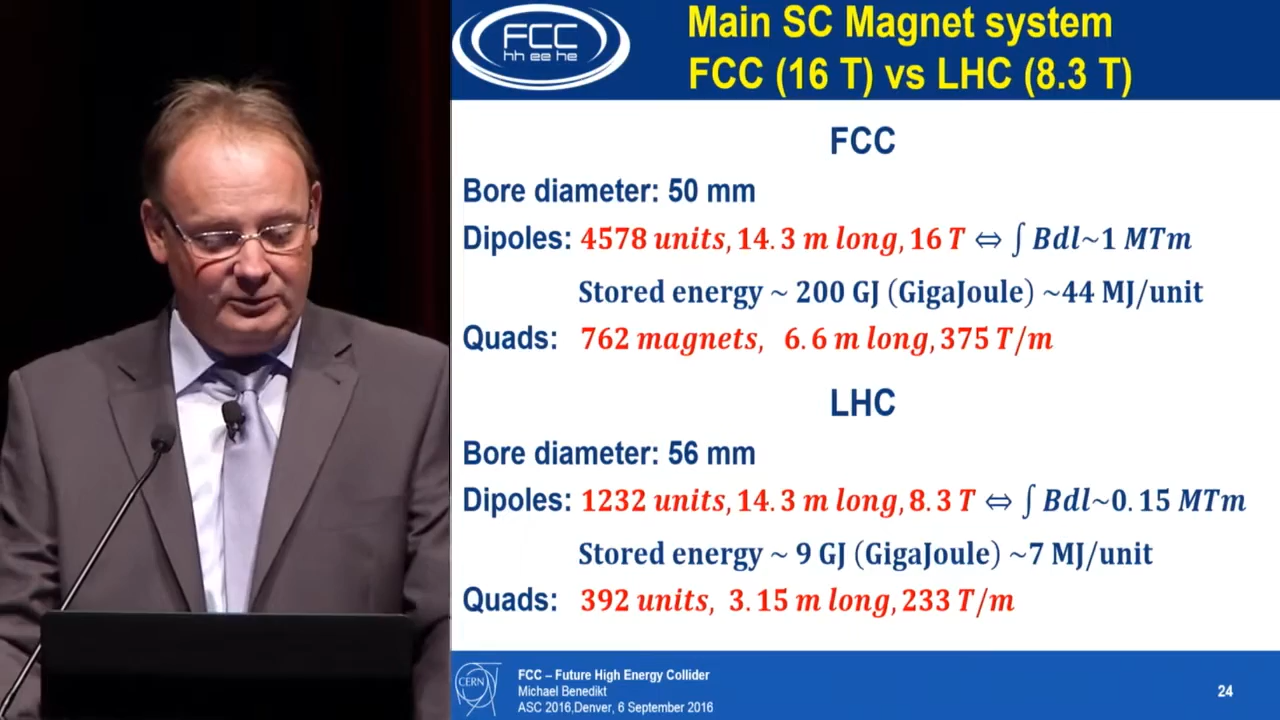 FCC
hh ee he
Main SC Magnet system
FCC (16 T) vs LHC (8.3 T)
FCC
Bore diameter: 50 mm
Dipoles: 4578 units, 14.3 m long, 16 T ⇔ ∫ Bdl~1 MTm
Stored energy ~ 200 GJ (GigaJoule) ~44 MJ/unit
Quads: 762 magnets, 6.6 m long, 375 T/m
LHC
Bore diameter: 56 mm
Dipoles: 1232 units, 14.3 m long, 8.3 T ⇔ ∫ Bdl~0.15 MTm
Stored energy ~ 9 GJ (GigaJoule) ~7 MJ/unit
Quads: 392 units, 3.15 m long, 233 T/m
CERN
FCC – Future High Energy Collider
Michael Benedikt
ASC 2016,Denver, 6 September 2016
24